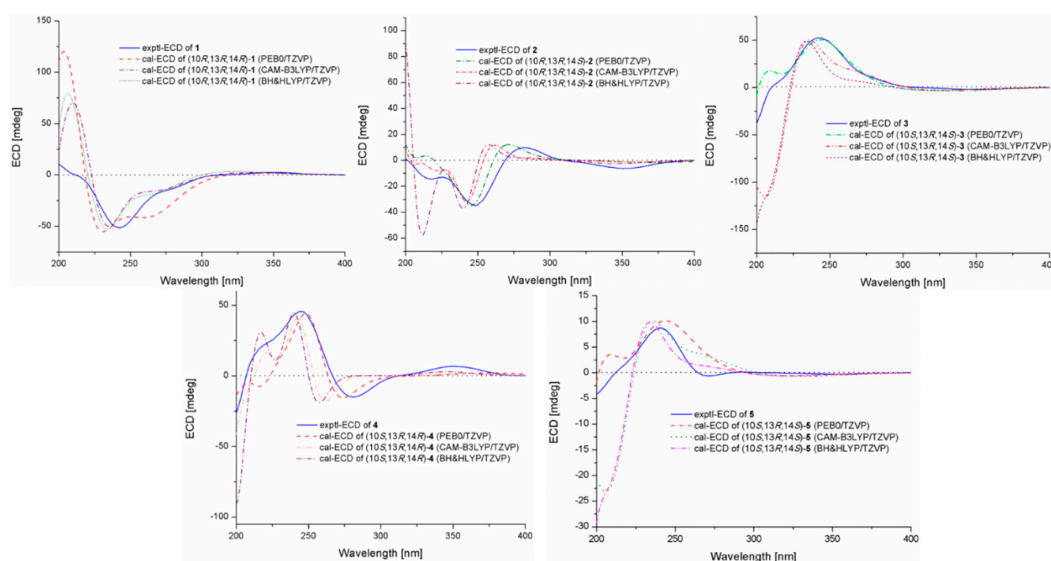 ECD [mdeg]
150
100
50
0
-50
200
250
300
350
400
Wavelength [nm]
exptl-ECD of 1
cal-ECD of (10R,13R,14R)-1 (PEB0/TZVP)
cal-ECD of (10R,13R,14R)-1 (CAM-B3LYP/TZVP)
cal-ECD of (10R,13R,14R)-1 (BH&HLYP/TZVP)
ECD [mdeg]
100
80
60
40
20
0
-20
-40
-60
200
250
300
350
400
Wavelength [nm]
exptl-ECD of 2
cal-ECD of (10R,13R,14S)-2 (PEB0/TZVP)
cal-ECD of (10R,13R,14S)-2 (CAM-B3LYP/TZVP)
cal-ECD of (10R,13R,14S)-2 (BH&HLYP/TZVP)
ECD [mdeg]
50
0
-50
-100
-150
200
250
300
350
400
Wavelength [nm]
exptl-ECD of 3
cal-ECD of (10S,13R,14S)-3 (PEB0/TZVP)
cal-ECD of (10S,13R,14S)-3 (CAM-B3LYP/TZVP)
cal-ECD of (10S,13R,14S)-3 (BH&HLYP/TZVP)
ECD [mdeg]
50
0
-50
-100
200
250
300
350
400
Wavelength [nm]
exptl-ECD of 4
cal-ECD of (10S,13R,14R)-4 (PEB0/TZVP)
cal-ECD of (10S,13R,14R)-4 (CAM-B3LYP/TZVP)
cal-ECD of (10S,13R,14R)-4 (BH&HLYP/TZVP)
ECD [mdeg]
15
10
5
0
-5
-10
-15
-20
-25
-30
200
250
300
350
400
Wavelength [nm]
exptl-ECD of 5
cal-ECD of (10S,13R,14S)-5 (PEB0/TZVP)
cal-ECD of (10S,13R,14S)-5 (CAM-B3LYP/TZVP)
cal-ECD of (10S,13R,14S)-5 (BH&HLYP/TZVP)